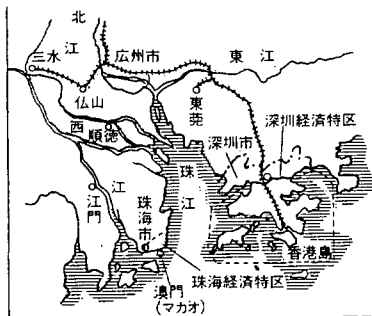 北江
三水
広州市
東江
仏山
東莞
西江
順徳
深圳経済特区
深圳市
珠江
江門
珠海市
香港島
珠海経済特区
澳門
(マカオ)